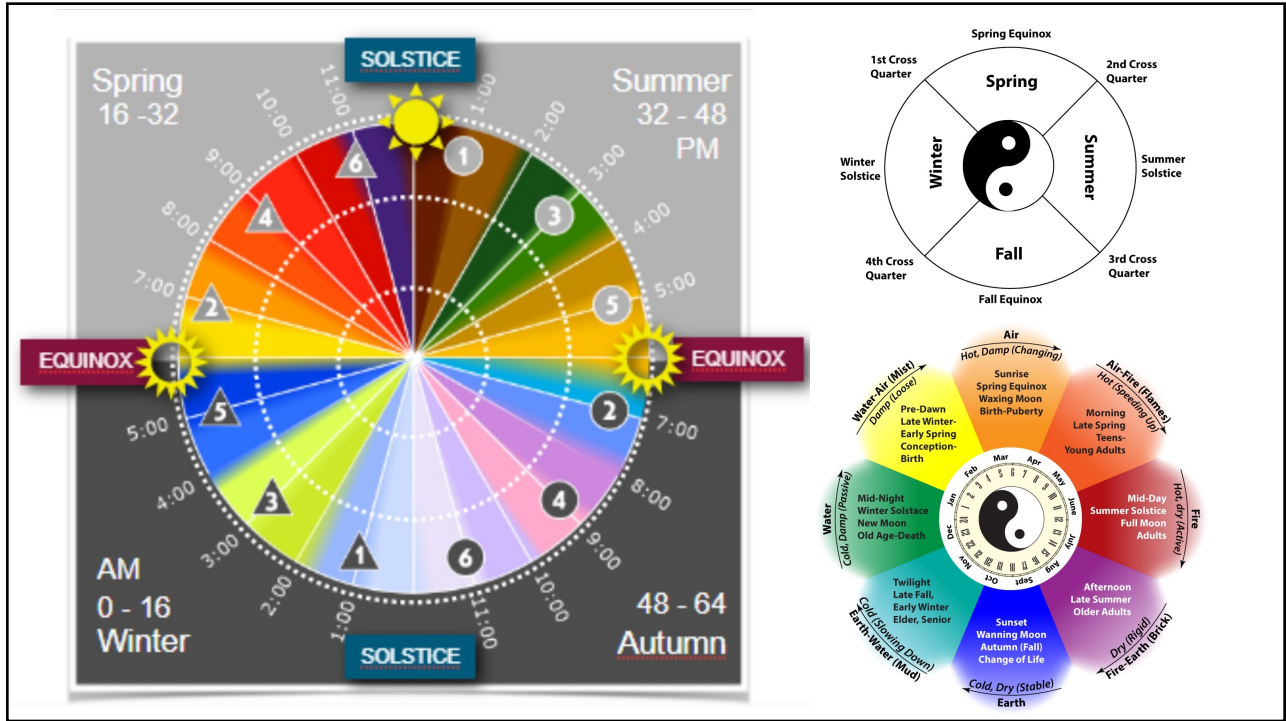 SOLSTICE
Spring
16 -32
Summer
32 - 48
PM
11:00
1:00
10:00
2:00
9:00
3:00
8:00
4:00
7:00
5:00
6
1
4
3
2
5
EQUINOX
EQUINOX
5
2
3
4
1
6
5:00
7:00
4:00
8:00
3:00
9:00
2:00
10:00
1:00
11:00
AM
0 - 16
Winter
48 - 64
Autumn
SOLSTICE
Spring Equinox
1st Cross
Quarter
2nd Cross
Quarter
Spring
Winter
Solstice
Winter
Summer
Summer
Solstice
Fall
4th Cross
Quarter
3rd Cross
Quarter
Fall Equinox
Air
Hot, Damp (Changing)
Sunrise
Spring Equinox
Waxing Moon
Birth-Puberty
Air-Fire (Flames)
Hot (Speeding Up)
Morning
Late Spring
Teens-
Young Adults
Fire
Hot, dry (Active)
Mid-Day
Summer Solstice
Full Moon
Adults
Fire-Earth (Brick)
Dry (Rigid)
Afternoon
Late Summer
Older Adults
Sunset
Wanning Moon
Autumn (Fall)
Change of Life
Cold, Dry (Stable)
Earth
Earth-Water (Mud)
Cold (Slowing Down)
Twilight
Late Fall,
Early Winter
Elder, Senior
Water
Cold, Damp (Passive)
Mid-Night
Winter Solstace
New Moon
Old Age-Death
Water-Air (Mist)
Damp (Loose)
Pre-Dawn
Late Winter-
Early Spring
Conception-
Birth
Jan
Feb
Mar
Apr
May
June
July
Aug
Sept
Oct
Nov
Dec